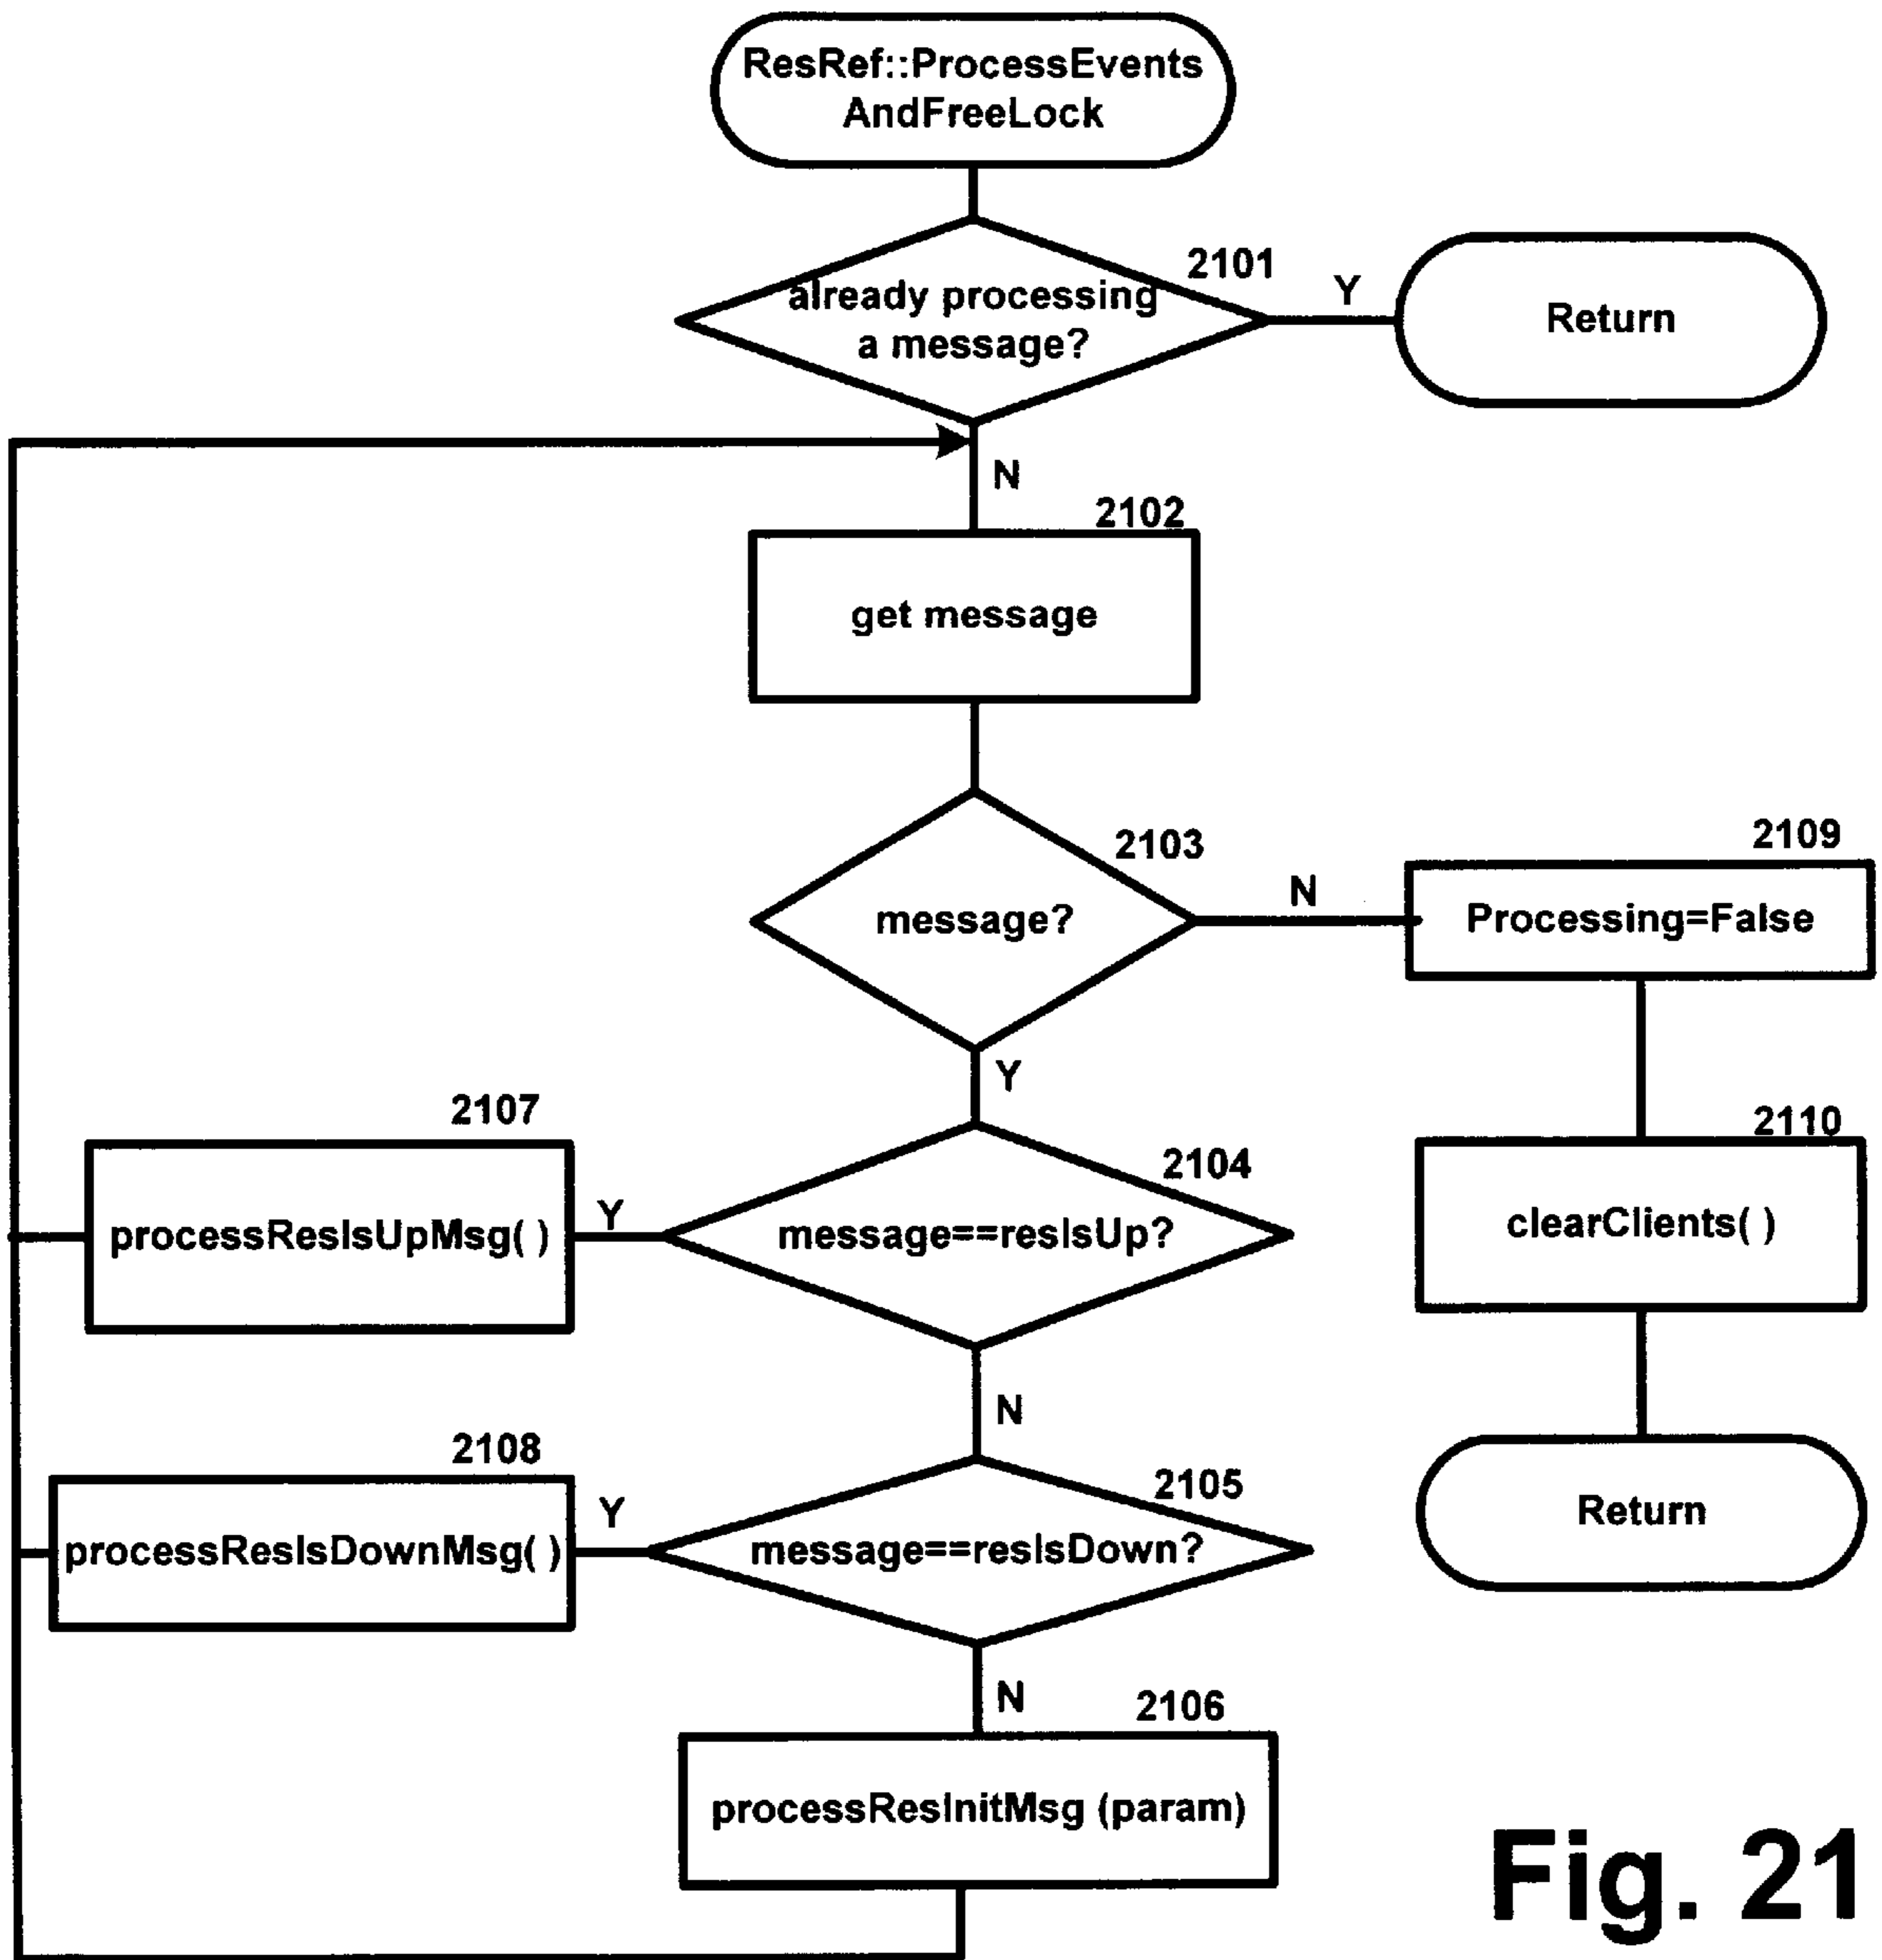 ResRef::ProcessEvents
AndFreeLock
2101
already processing
a message?
Y
Return
N
2102
get message
2103
message?
N
2109
Processing=False
Y
2107
processResIsUpMsg( )
Y
2104
message==resIsUp?
2110
clearClients( )
N
2108
processResIsDownMsg( )
Y
2105
message==resIsDown?
Return
N
2106
processResInitMsg (param)
Fig. 21